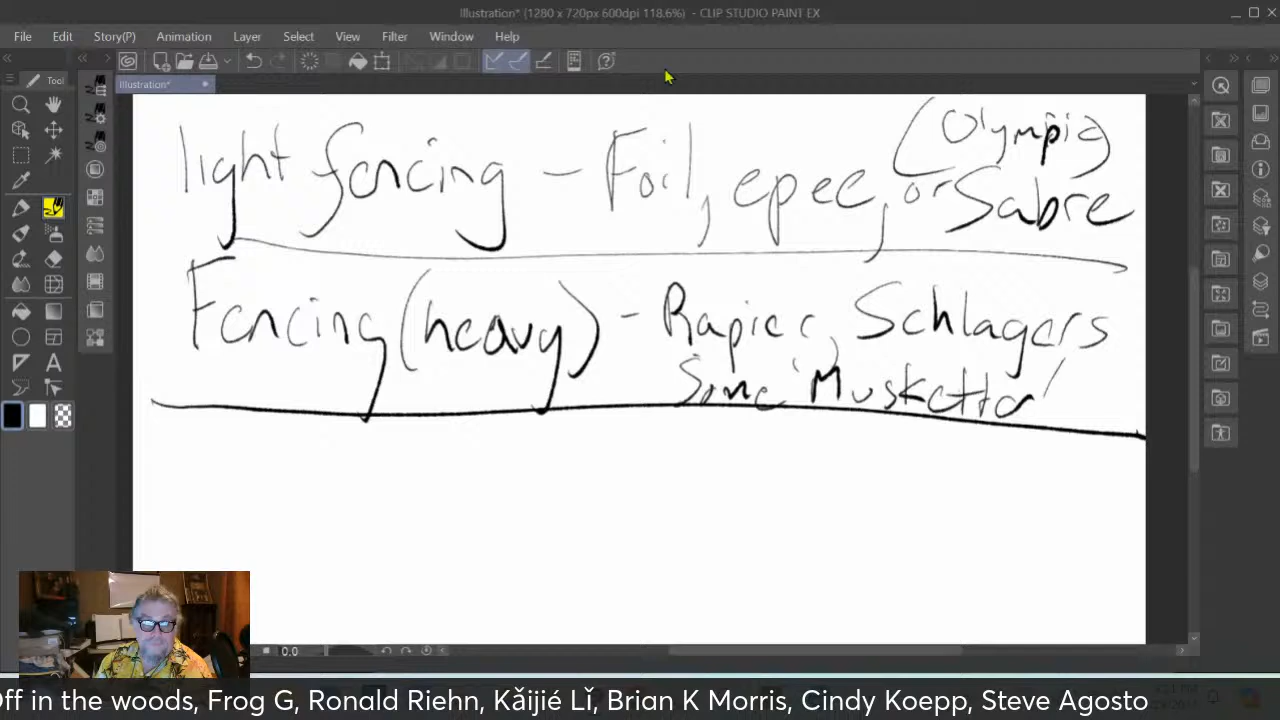 Illustration* (1280 x 720px 600dpi 118.6%) - CLIP STUDIO PAINT EX
File Edit Story(P) Animation Layer Select View Filter Window Help
Tool
Illustration*
(Olympic)
light fencing - Foil, epee, or Sabre
Fencing (heavy) - Rapier, Schlagers
Some 'Musketta'
0.0
Off in the woods, Frog G, Ronald Riehn, Kǎijié Lǐ, Brian K Morris, Cindy Koepp, Steve Agosto